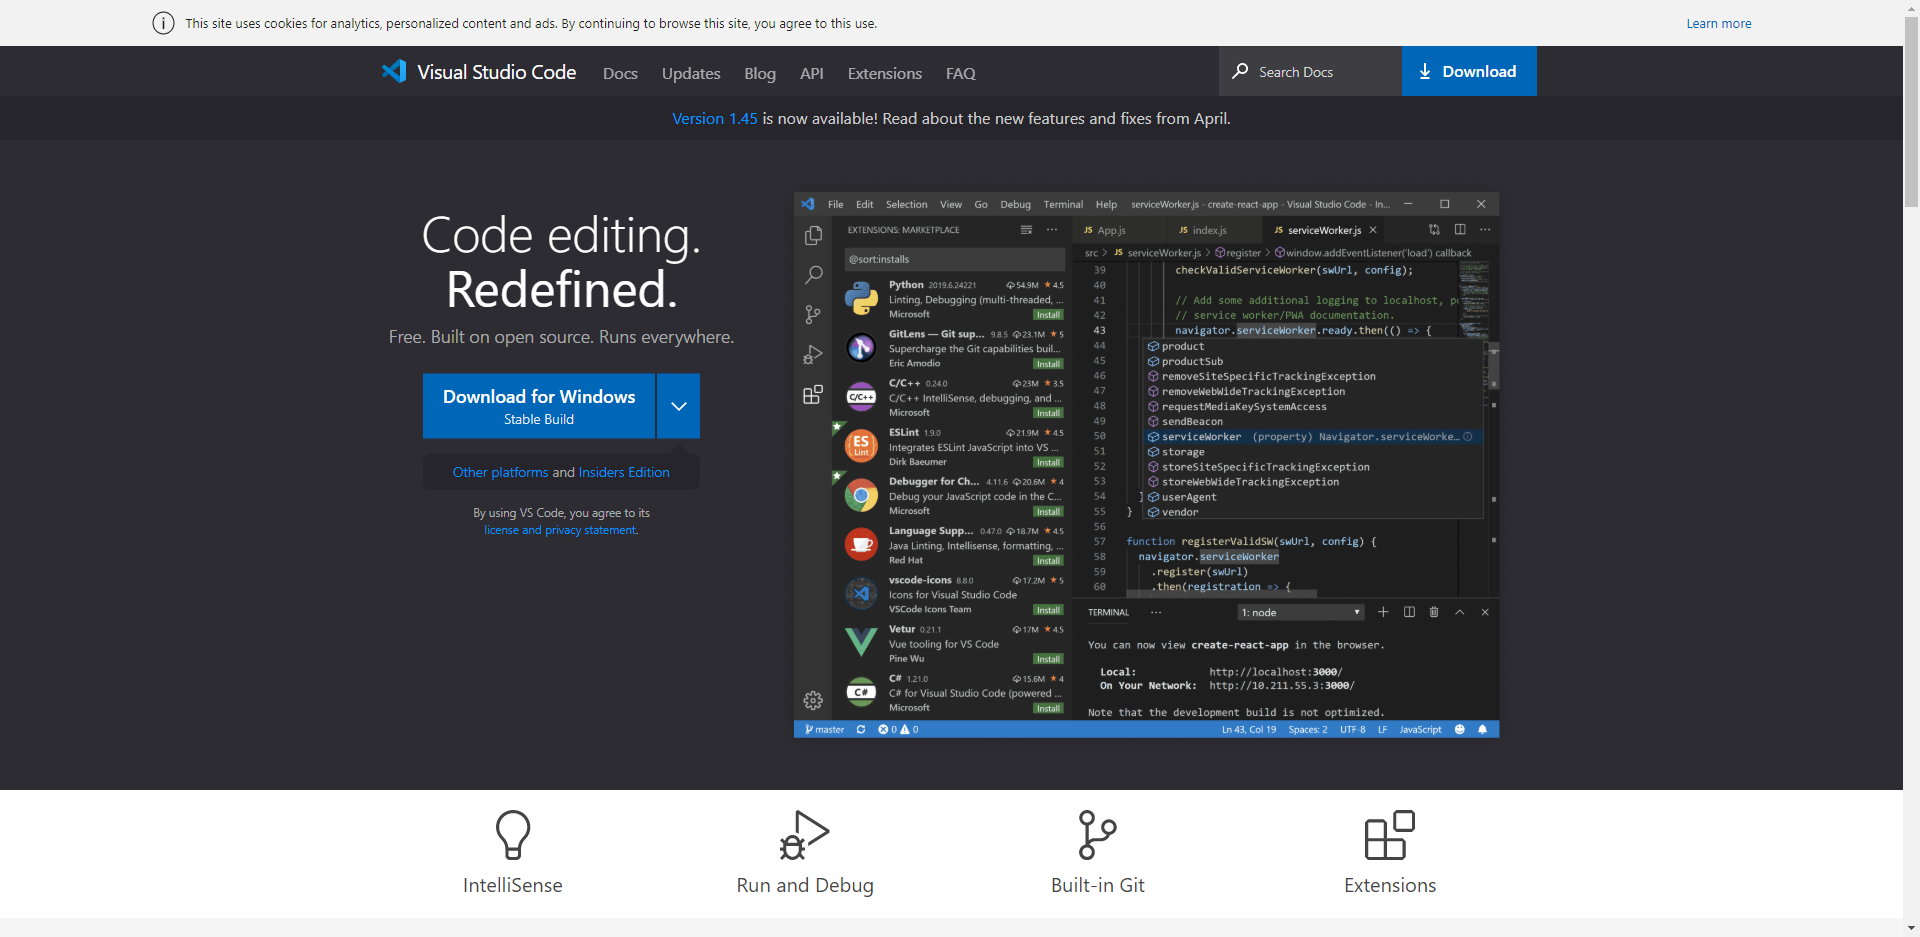 This site uses cookies for analytics, personalized content and ads. By continuing to browse this site, you agree to this use.
Learn more
Visual Studio Code
Docs
Updates
Blog
API
Extensions
FAQ
Search Docs
Download
Version 1.45 is now available! Read about the new features and fixes from April.
Code editing.
Redefined.
Free. Built on open source. Runs everywhere.
Download for Windows
Stable Build
Other platforms and Insiders Edition
By using VS Code, you agree to its
license and privacy statement.
File Edit Selection View Go Debug Terminal Help serviceWorker.js - create-react-app - Visual Studio Code - In...
EXTENSIONS: MARKETPLACE
@sort:installs
Python 2019.6.24221 54.9M 4.5
Linting, Debugging (multi-threaded, ...
Microsoft Install
GitLens — Git sup... 9.8.5 23.1M 5
Supercharge the Git capabilities buil...
Eric Amodio Install
C/C++
C/C++ 0.24.0 23M 3.5
C/C++ IntelliSense, debugging, and ...
Microsoft Install
ES
Lint
ESLint 1.9.0 21.9M 4.5
Integrates ESLint JavaScript into VS ...
Dirk Baeumer Install
Debugger for Ch... 4.11.6 20.6M 4
Debug your JavaScript code in the C...
Microsoft Install
Language Supp... 0.47.0 18.7M 4.5
Java Linting, Intellisense, formatting, ...
Red Hat Install
vscode-icons 8.8.0 17.2M 5
Icons for Visual Studio Code
VSCode Icons Team Install
Vetur 0.21.1 17M 4.5
Vue tooling for VS Code
Pine Wu Install
C#
C# 1.21.0 15.6M 4
C# for Visual Studio Code (powered ...
Microsoft Install
JS App.js JS index.js JS serviceWorker.js
src > JS serviceWorker.js > register > window.addEventListener('load') callback
39 checkValidServiceWorker(swUrl, config);
40
41 // Add some additional logging to localhost, p
42 // service worker/PWA documentation.
43 navigator.serviceWorker.ready.then(() => {
44 product
45 productSub
46 removeSiteSpecificTrackingException
47 removeWebWideTrackingException
48 requestMediaKeySystemAccess
49 sendBeacon
50 serviceWorker (property) Navigator.serviceWorke...
51 storage
52 storeSiteSpecificTrackingException
53 storeWebWideTrackingException
54 } userAgent
55 } vendor
56
57 function registerValidSW(swUrl, config) {
58 navigator.serviceWorker
59 .register(swUrl)
60 .then(registration => {
TERMINAL ... 1: node
You can now view create-react-app in the browser.
Local: http://localhost:3000/
On Your Network: http://10.211.55.3:3000/
Note that the development build is not optimized.
master 0 0 Ln 43, Col 19 Spaces: 2 UTF-8 LF JavaScript
IntelliSense
Run and Debug
Built-in Git
Extensions